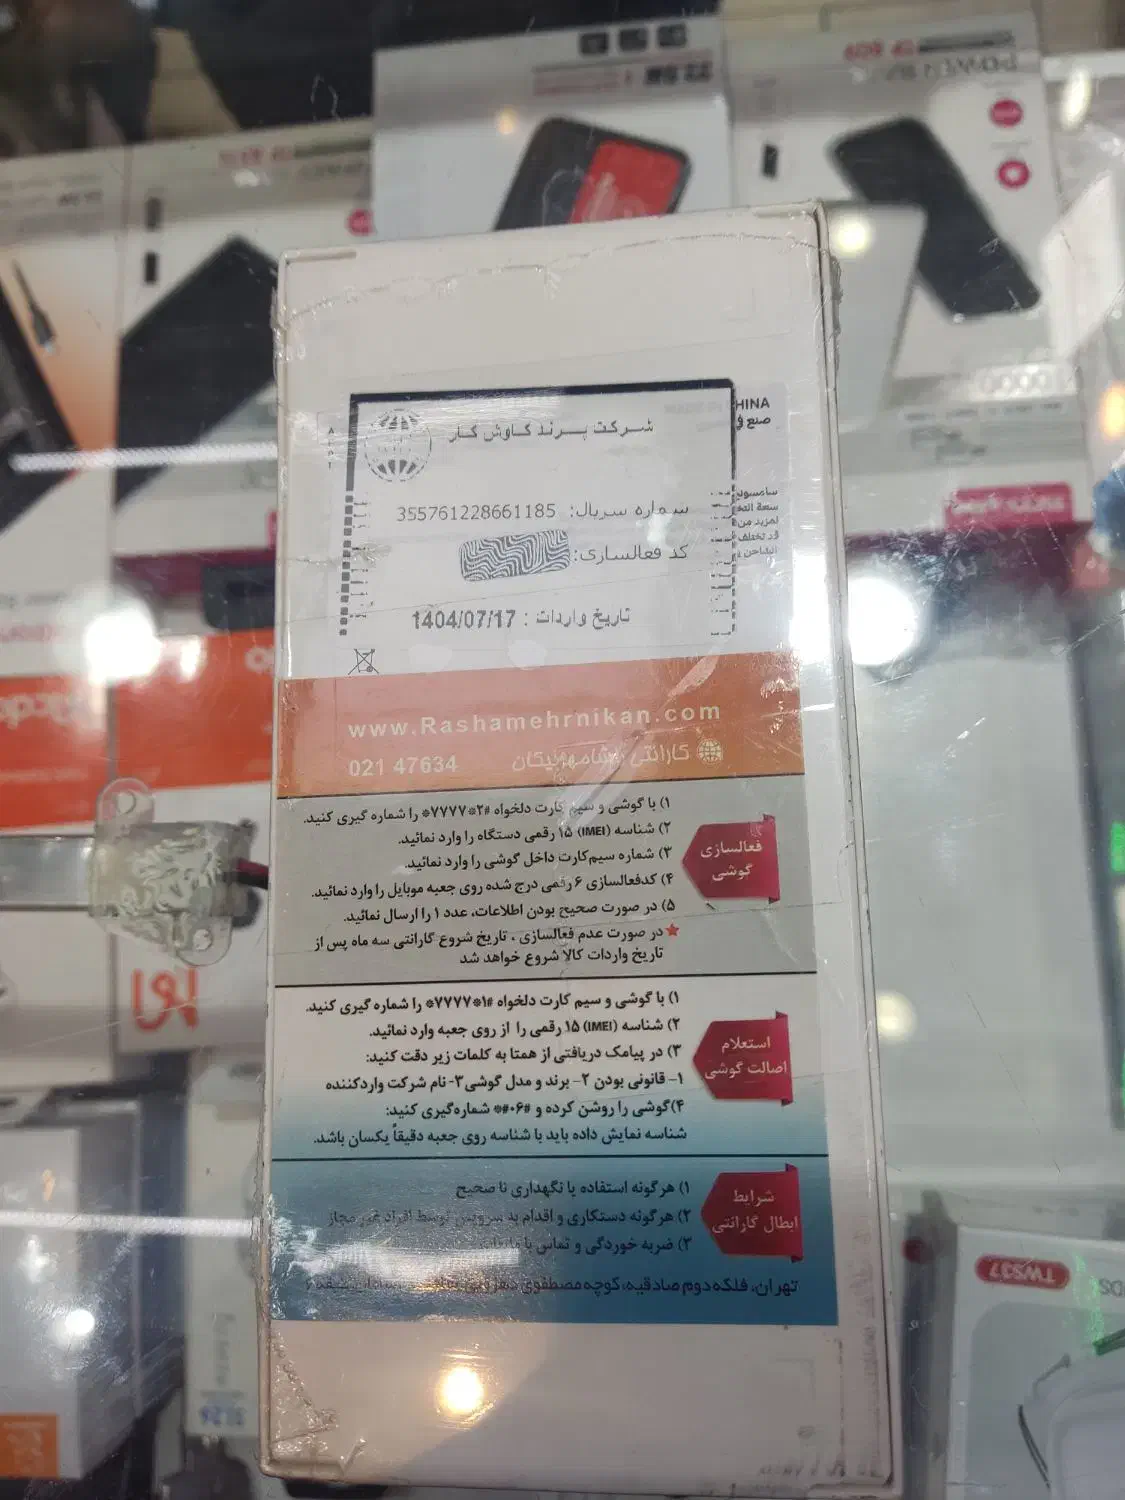 HINA
صنع في
شرکت پرند کاوش کار
شماره سریال: 355761228661185
کد فعالسازی:
تاریخ واردات : 1404/07/17
www.Rashamehrnikan.com
گارانتی رشامهرنیکان
021 47634
فعالسازی گوشی
۱) با گوشی و سیم کارت دلخواه #۲*۷۷۷۷* را شماره گیری کنید.
۲) شناسه (IMEI) ۱۵ رقمی دستگاه را وارد نمائید.
۳) شماره سیم‌کارت داخل گوشی را وارد نمائید.
۴) کدفعالسازی ۶ رقمی درج شده روی جعبه موبایل را وارد نمائید.
۵) در صورت صحیح بودن اطلاعات، عدد ۱ را ارسال نمائید.
در صورت عدم فعالسازی ، تاریخ شروع گارانتی سه ماه پس از
تاریخ واردات کالا شروع خواهد شد
استعلام اصالت گوشی
۱) با گوشی و سیم کارت دلخواه #۱*۷۷۷۷* را شماره گیری کنید.
۲) شناسه (IMEI) ۱۵ رقمی را از روی جعبه وارد نمائید.
۳) در پیامک دریافتی از همتا به کلمات زیر دقت کنید:
۱- قانونی بودن ۲- برند و مدل گوشی ۳- نام شرکت واردکننده
۴)گوشی را روشن کرده و #۰۶#* شماره‌گیری کنید:
شناسه نمایش داده باید با شناسه روی جعبه دقیقاً یکسان باشد.
شرایط ابطال گارانتی
۱) هرگونه استفاده یا نگهداری نا صحیح
۲) هرگونه دستکاری و اقدام به سرویس توسط افراد غیر مجاز
۳) ضربه خوردگی و تماس با مایعات
تهران، فلکه دوم صادقیه، کوچه مصطفوی
TWS37